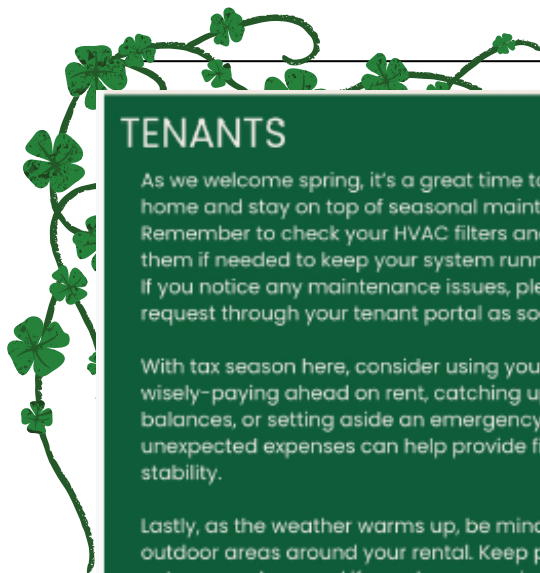 TENANTS
As we welcome spring, it's a great time to
home and stay on top of seasonal maint
Remember to check your HVAC filters and
them if needed to keep your system runn
If you notice any maintenance issues, ple
request through your tenant portal as so
With tax season here, consider using you
wisely-paying ahead on rent, catching u
balances, or setting aside an emergency
unexpected expenses can help provide fi
stability.
Lastly, as the weather warms up, be mind
outdoor areas around your rental. Keep p